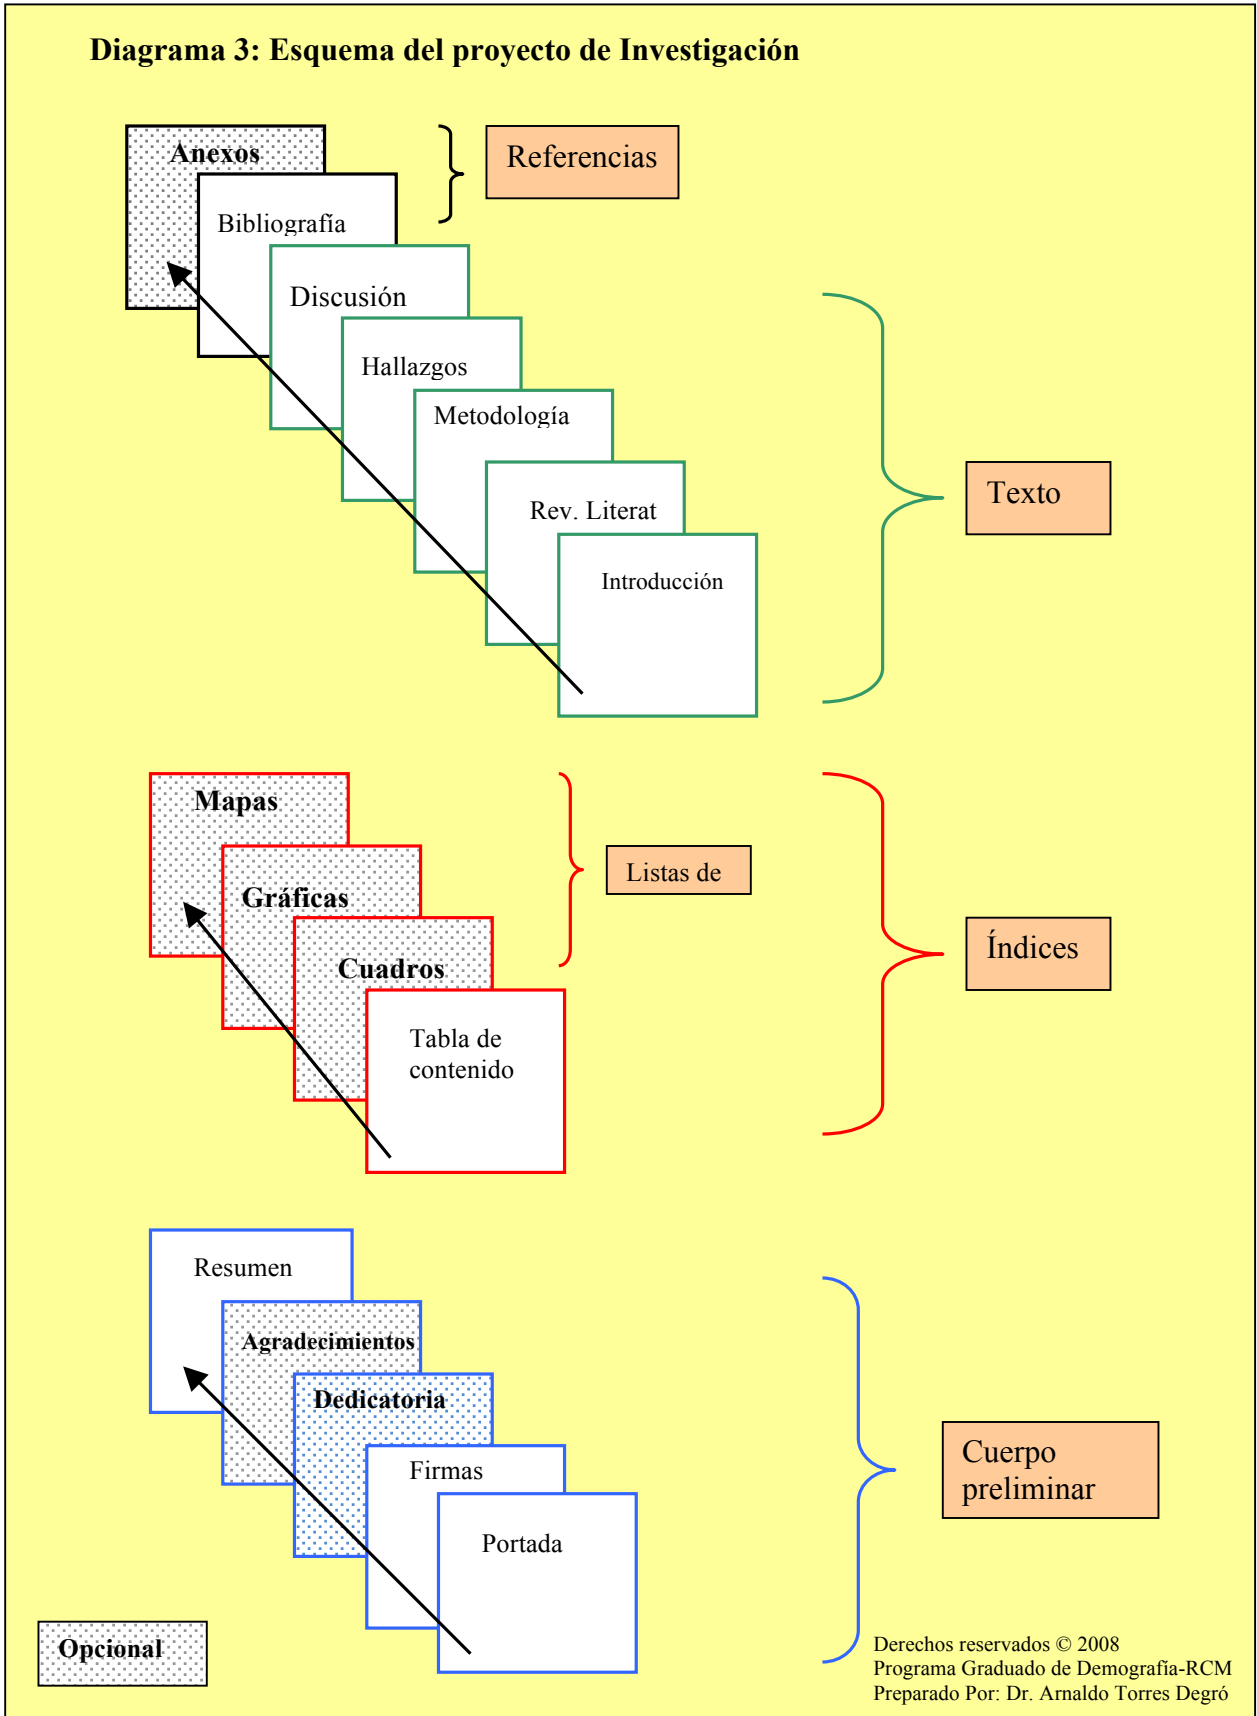 Diagrama 3: Esquema del proyecto de Investigación
Anexos
Referencias
Bibliografía
Discusión
Hallazgos
Metodología
Texto
Rev. Literat
Introducción
Mapas
Listas de
Gráficas
Índices
Cuadros
Tabla de
contenido
Resumen
Agradecimientos
Dedicatoria
Firmas
Cuerpo
preliminar
Portada
Opcional
Derechos reservados © 2008
Programa Graduado de Demografía-RCM
Preparado Por: Dr. Arnaldo Torres Degró